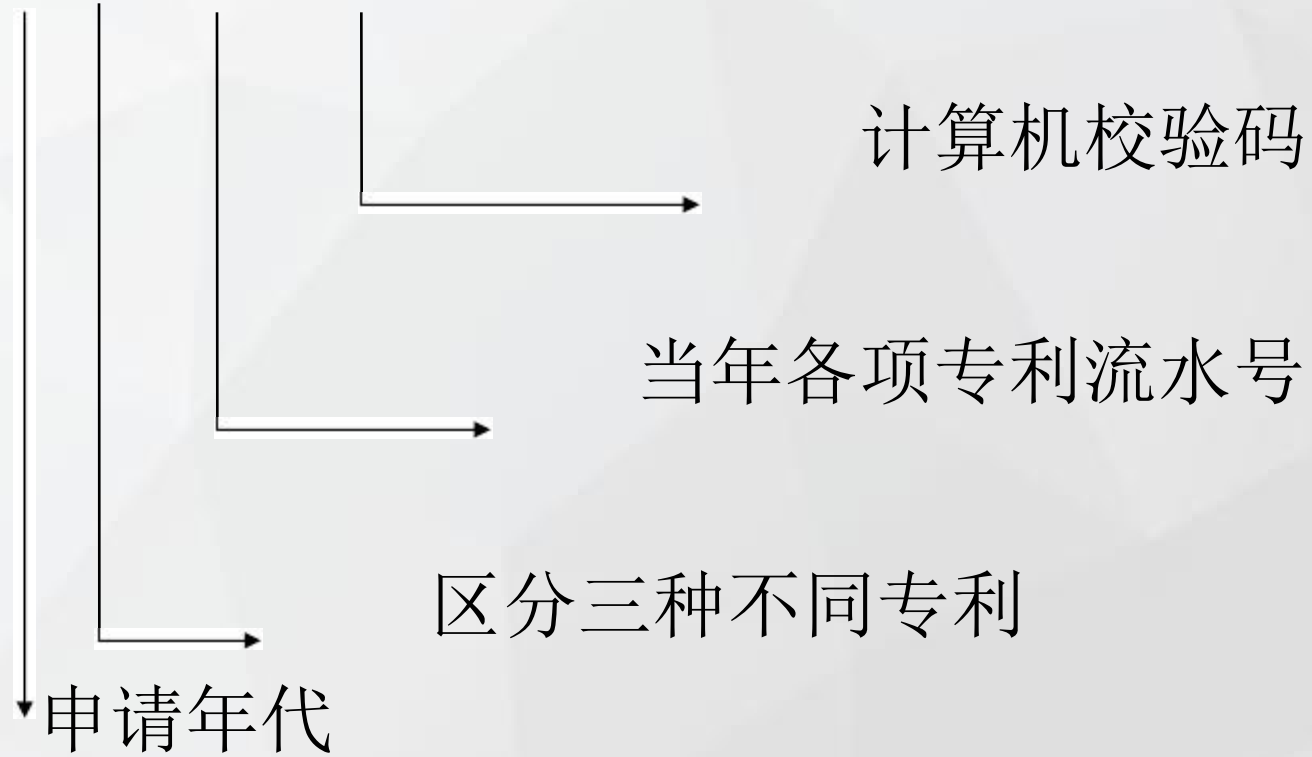 计算机校验码
当年各项专利流水号
区分三种不同专利
申请年代